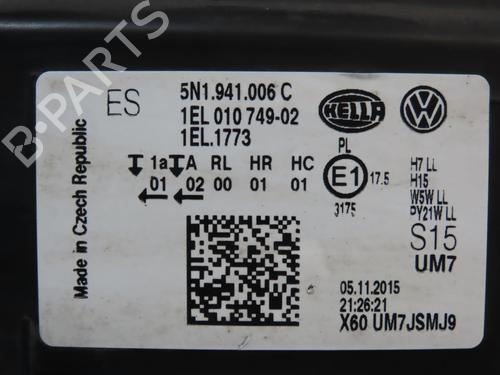 B-PARTS
ES
5N1.941.006 C
1EL 010 749-02
1EL.1773
HELLA
VW
1a A RL HR HC
01 02 00 01 01
PL
E1 17.5
3175
H7 LL
H15
W5W LL
PY21W LL
S15
UM7
Made in Czech Republic
05.11.2015
21:26:21
X60 UM7JSMJ9